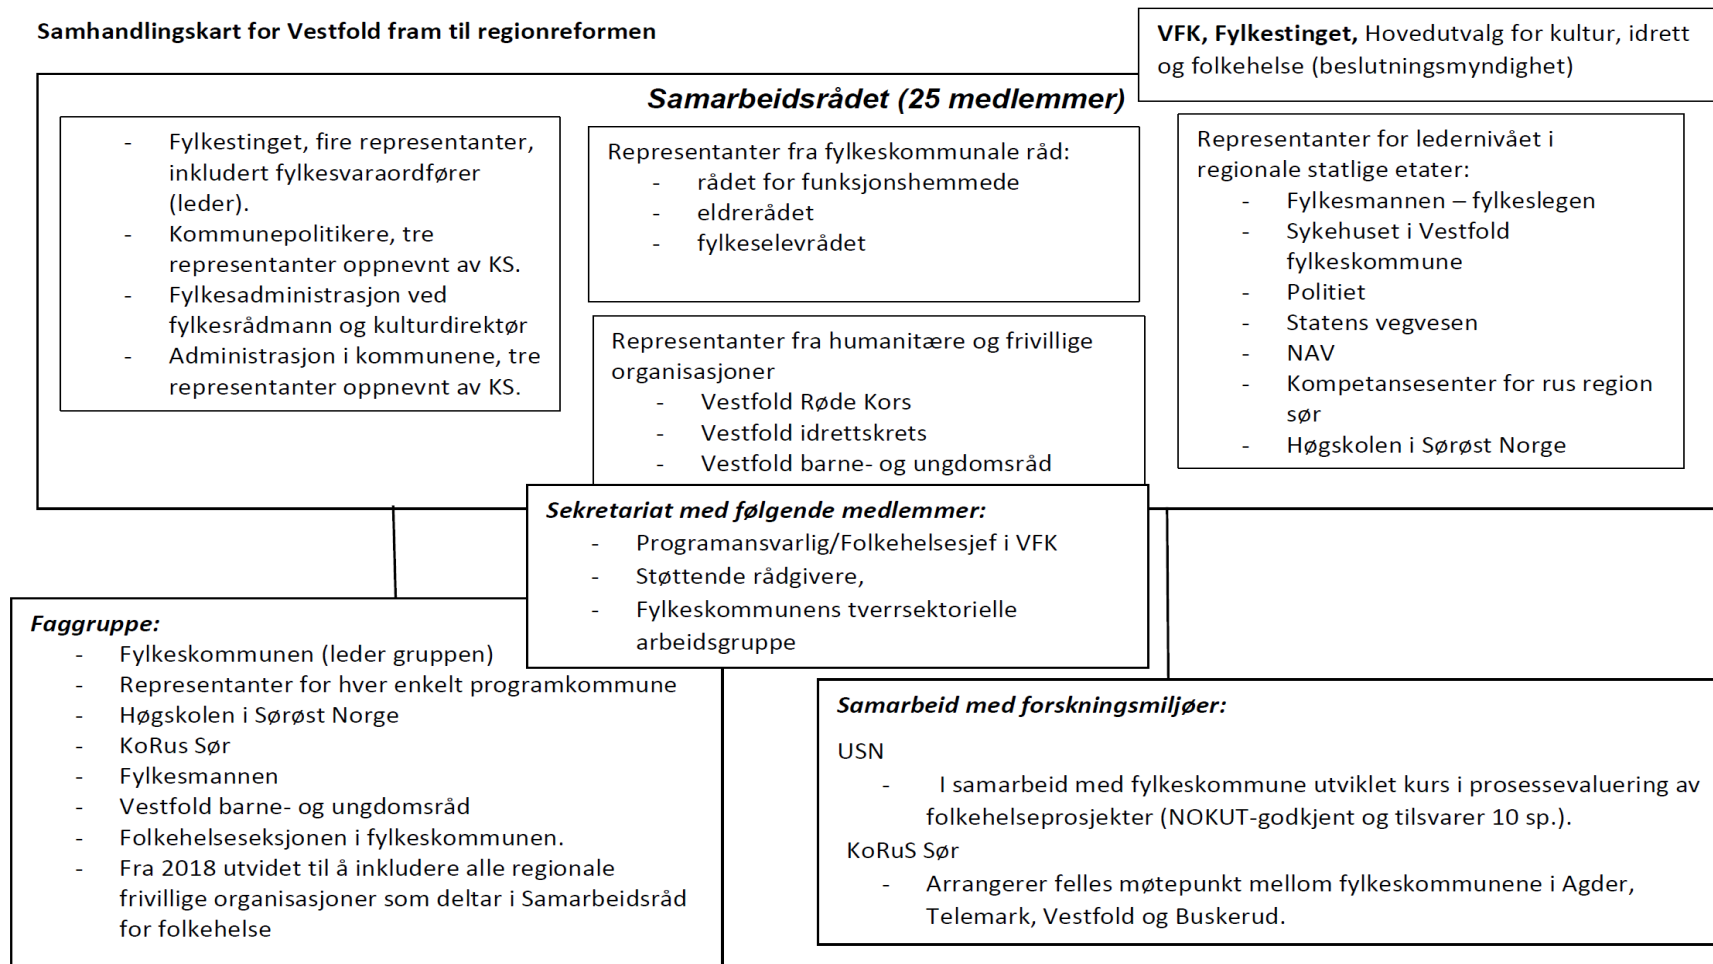 Samhandlingskart for Vestfold fram til regionreformen
VFK, Fylkestinget, Hovedutvalg for kultur, idrett
og folkehelse (beslutningsmyndighet)
Samarbeidsrådet (25 medlemmer)
- Fylkestinget, fire representanter,
inkludert fylkesvaraordfører
(leder).
- Kommunepolitikere, tre
representanter oppnevnt av KS.
- Fylkesadministrasjon ved
fylkesrådmann og kulturdirektør
- Administrasjon i kommunene, tre
representanter oppnevnt av KS.
Representanter fra fylkeskommunale råd:
- rådet for funksjonshemmede
- eldrerådet
- fylkeselevrådet
Representanter fra humanitære og frivillige
organisasjoner
- Vestfold Røde Kors
- Vestfold idrettskrets
- Vestfold barne- og ungdomsråd
Representanter for ledernivået i
regionale statlige etater:
- Fylkesmannen – fylkeslegen
- Sykehuset i Vestfold
fylkeskommune
- Politiet
- Statens vegvesen
- NAV
- Kompetansesenter for rus region
sør
- Høgskolen i Sørøst Norge
Sekretariat med følgende medlemmer:
- Programansvarlig/Folkehelsesjef i VFK
- Støttende rådgivere,
- Fylkeskommunens tverrsektorielle
arbeidsgruppe
Faggruppe:
- Fylkeskommunen (leder gruppen)
- Representanter for hver enkelt programkommune
- Høgskolen i Sørøst Norge
- KoRus Sør
- Fylkesmannen
- Vestfold barne- og ungdomsråd
- Folkehelseseksjonen i fylkeskommunen.
- Fra 2018 utvidet til å inkludere alle regionale
frivillige organisasjoner som deltar i Samarbeidsråd
for folkehelse
Samarbeid med forskningsmiljøer:
USN
- I samarbeid med fylkeskommune utviklet kurs i prosessevaluering av
folkehelseprosjekter (NOKUT-godkjent og tilsvarer 10 sp.).
KoRuS Sør
- Arrangerer felles møtepunkt mellom fylkeskommunene i Agder,
Telemark, Vestfold og Buskerud.